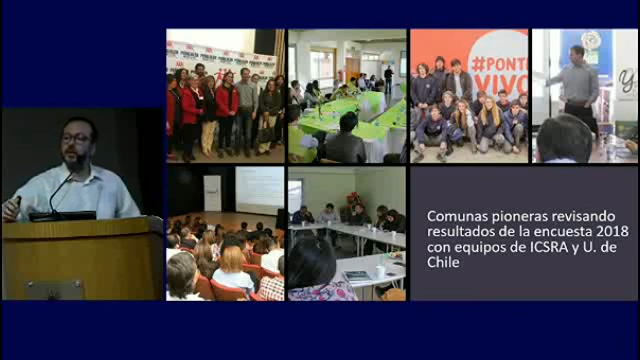 #PONTE
VIVO
Comunas pioneras revisando
resultados de la encuesta 2018
con equipos de ICSRA y U. de
Chile